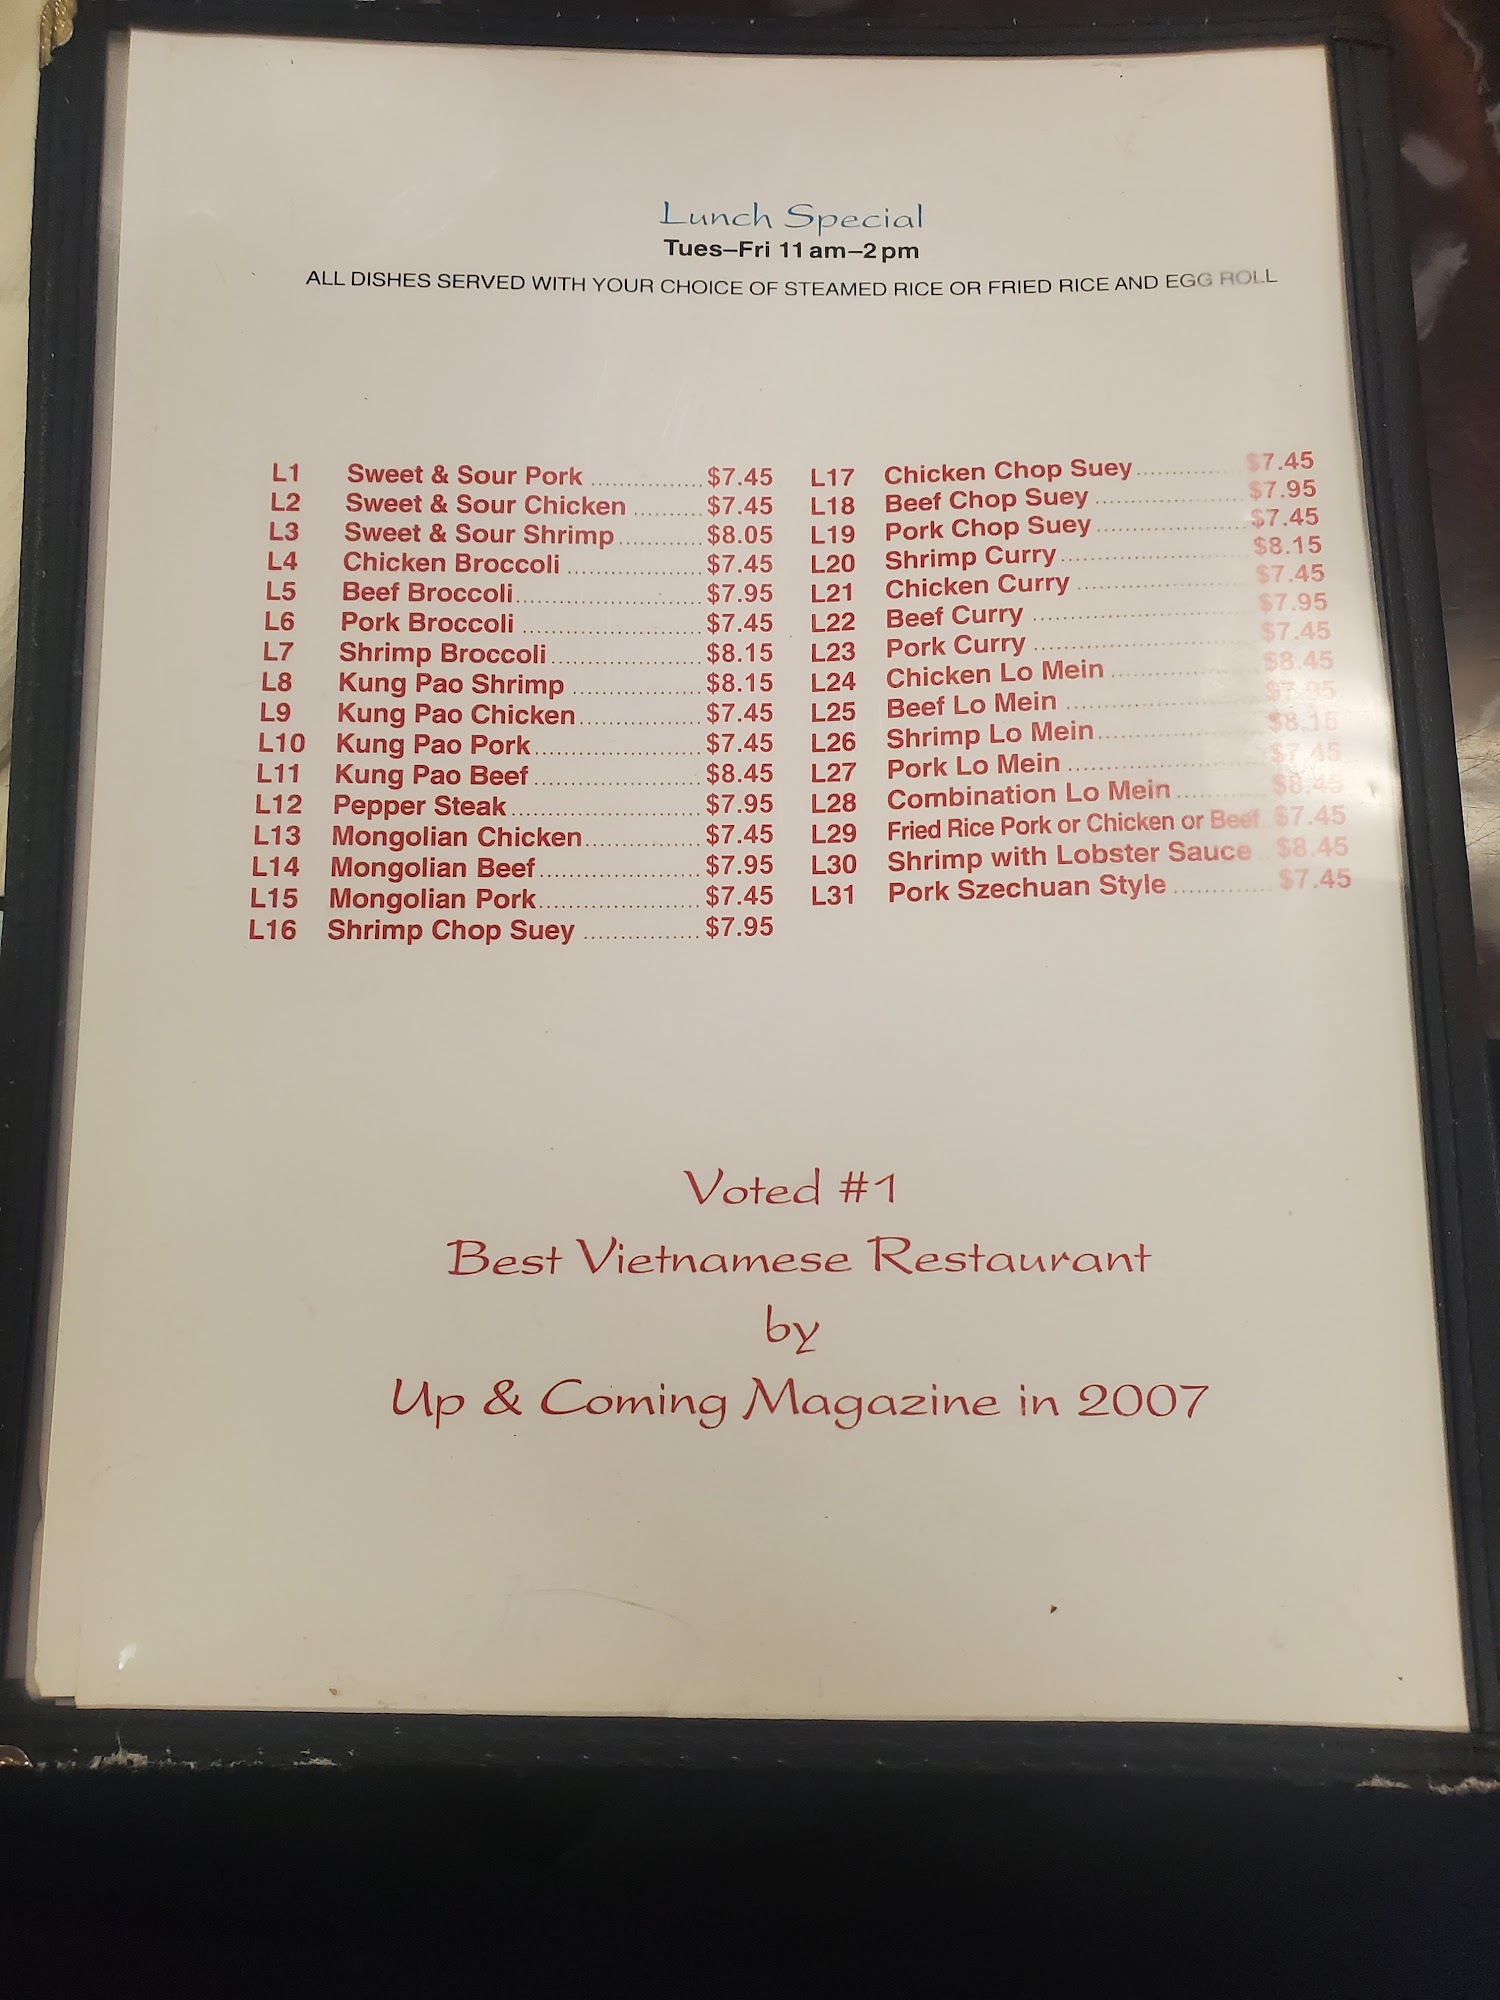 Lunch Special
Tues–Fri 11 am–2 pm
ALL DISHES SERVED WITH YOUR CHOICE OF STEAMED RICE OR FRIED RICE AND EGG ROLL
L1 Sweet & Sour Pork $7.45
L2 Sweet & Sour Chicken $7.45
L3 Sweet & Sour Shrimp $8.05
L4 Chicken Broccoli $7.45
L5 Beef Broccoli $7.95
L6 Pork Broccoli $7.45
L7 Shrimp Broccoli $8.15
L8 Kung Pao Shrimp $8.15
L9 Kung Pao Chicken $7.45
L10 Kung Pao Pork $7.45
L11 Kung Pao Beef $8.45
L12 Pepper Steak $7.95
L13 Mongolian Chicken $7.45
L14 Mongolian Beef $7.95
L15 Mongolian Pork $7.45
L16 Shrimp Chop Suey $7.95
L17 Chicken Chop Suey $7.45
L18 Beef Chop Suey $7.95
L19 Pork Chop Suey $7.45
L20 Shrimp Curry $8.15
L21 Chicken Curry $7.45
L22 Beef Curry $7.95
L23 Pork Curry $7.45
L24 Chicken Lo Mein $8.45
L25 Beef Lo Mein $7.95
L26 Shrimp Lo Mein $8.15
L27 Pork Lo Mein $7.45
L28 Combination Lo Mein $8.45
L29 Fried Rice Pork or Chicken or Beef $7.45
L30 Shrimp with Lobster Sauce $8.45
L31 Pork Szechuan Style $7.45
Voted #1
Best Vietnamese Restaurant
by
Up & Coming Magazine in 2007